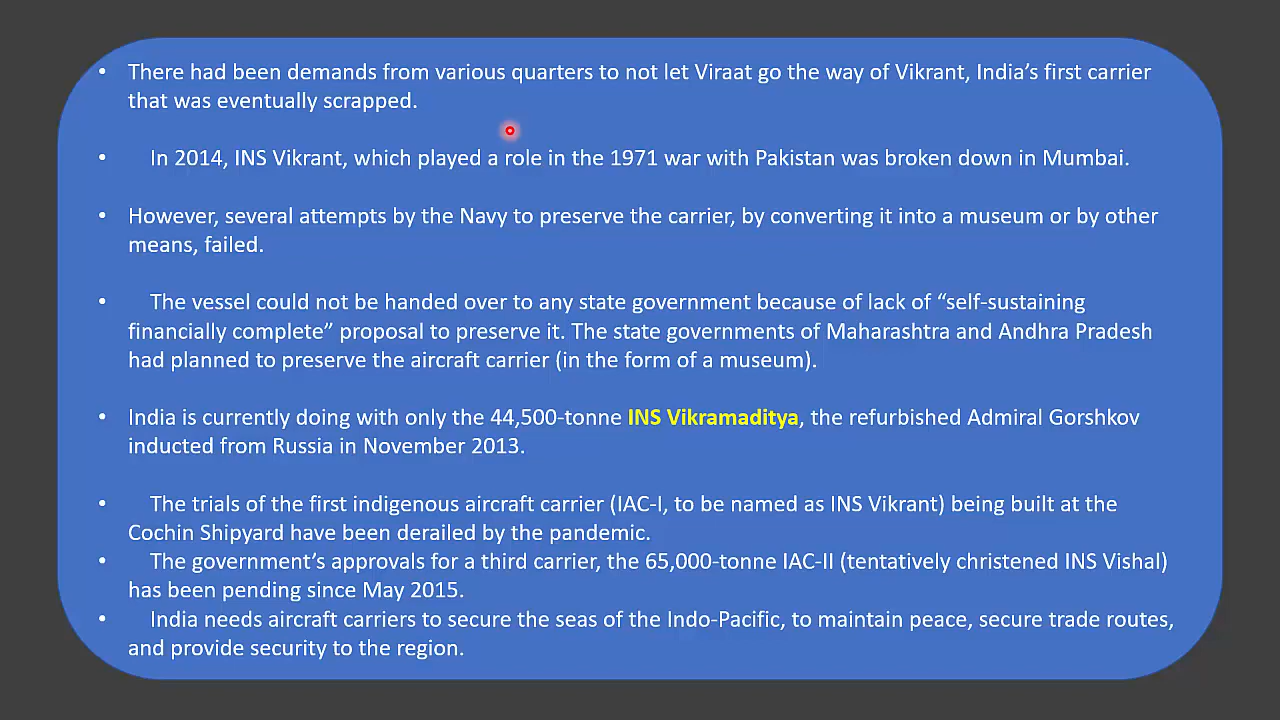 • There had been demands from various quarters to not let Viraat go the way of Vikrant, India’s first carrier
that was eventually scrapped.
• In 2014, INS Vikrant, which played a role in the 1971 war with Pakistan was broken down in Mumbai.
• However, several attempts by the Navy to preserve the carrier, by converting it into a museum or by other
means, failed.
• The vessel could not be handed over to any state government because of lack of “self-sustaining
financially complete” proposal to preserve it. The state governments of Maharashtra and Andhra Pradesh
had planned to preserve the aircraft carrier (in the form of a museum).
• India is currently doing with only the 44,500-tonne INS Vikramaditya, the refurbished Admiral Gorshkov
inducted from Russia in November 2013.
• The trials of the first indigenous aircraft carrier (IAC-I, to be named as INS Vikrant) being built at the
Cochin Shipyard have been derailed by the pandemic.
• The government’s approvals for a third carrier, the 65,000-tonne IAC-II (tentatively christened INS Vishal)
has been pending since May 2015.
• India needs aircraft carriers to secure the seas of the Indo-Pacific, to maintain peace, secure trade routes,
and provide security to the region.